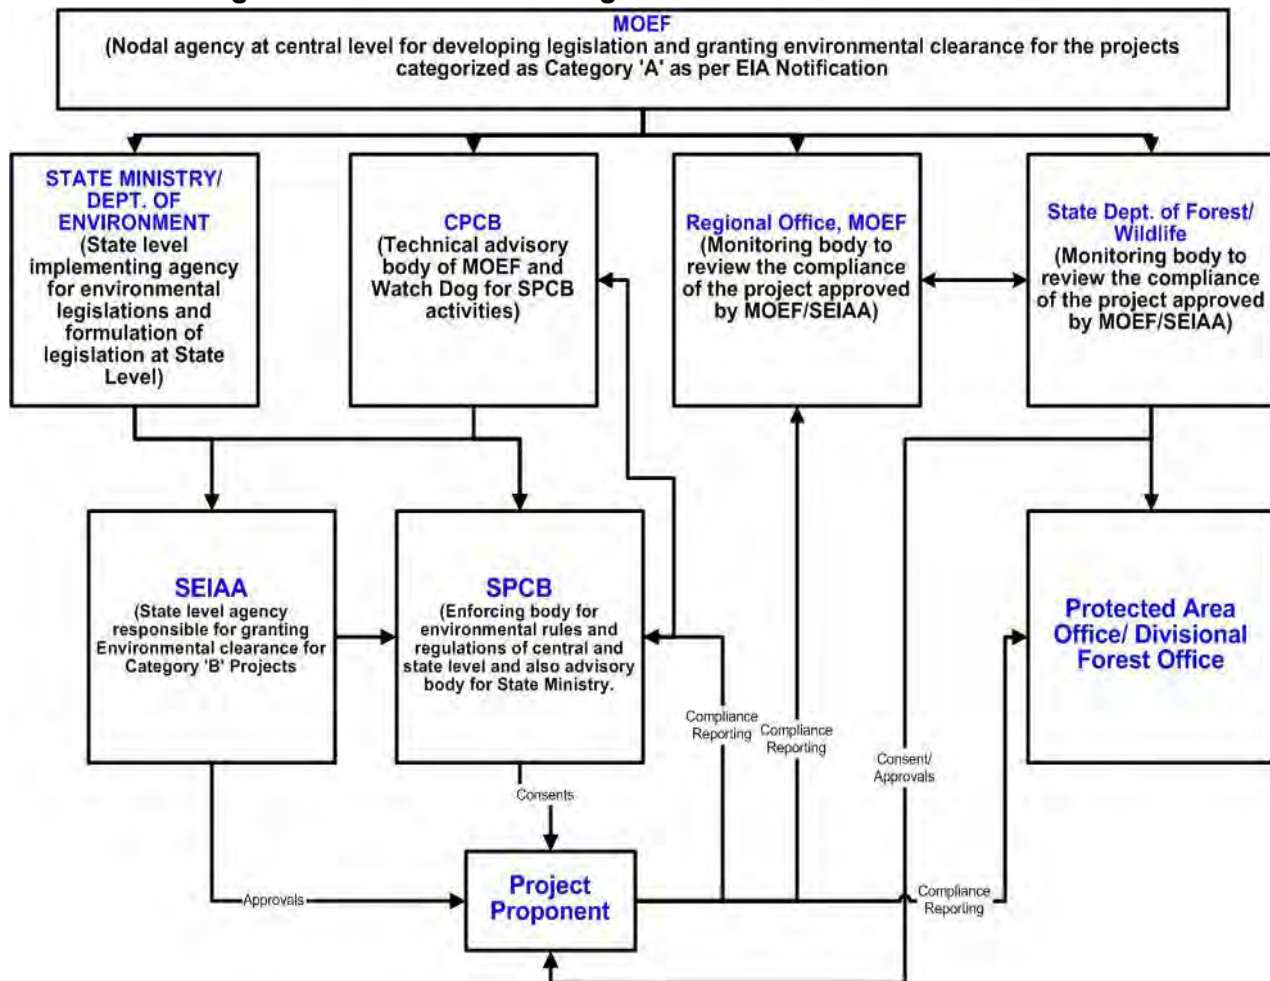 MOEF
(Nodal agency at central level for developing legislation and granting environmental clearance for the projects
categorized as Category 'A' as per EIA Notification
STATE MINISTRY/
DEPT. OF
ENVIRONMENT
(State level
implementing agency
for environmental
legislations and
formulation of
legislation at State
Level)
CPCB
(Technical advisory
body of MOEF and
Watch Dog for SPCB
activities)
Regional Office, MOEF
(Monitoring body to
review the compliance
of the project approved
by MOEF/SEIAA)
State Dept. of Forest/
Wildlife
(Monitoring body to
review the compliance
of the project approved
by MOEF/SEIAA)
SEIAA
(State level agency
responsible for granting
Environmental clearance for
Category 'B' Projects
SPCB
(Enforcing body for
environmental rules and
regulations of central and
state level and also advisory
body for State Ministry.
Protected Area
Office/ Divisional
Forest Office
Compliance
Reporting
Compliance
Reporting
Consent/
Approvals
Consents
Project
Proponent
Approvals
Compliance
Reporting